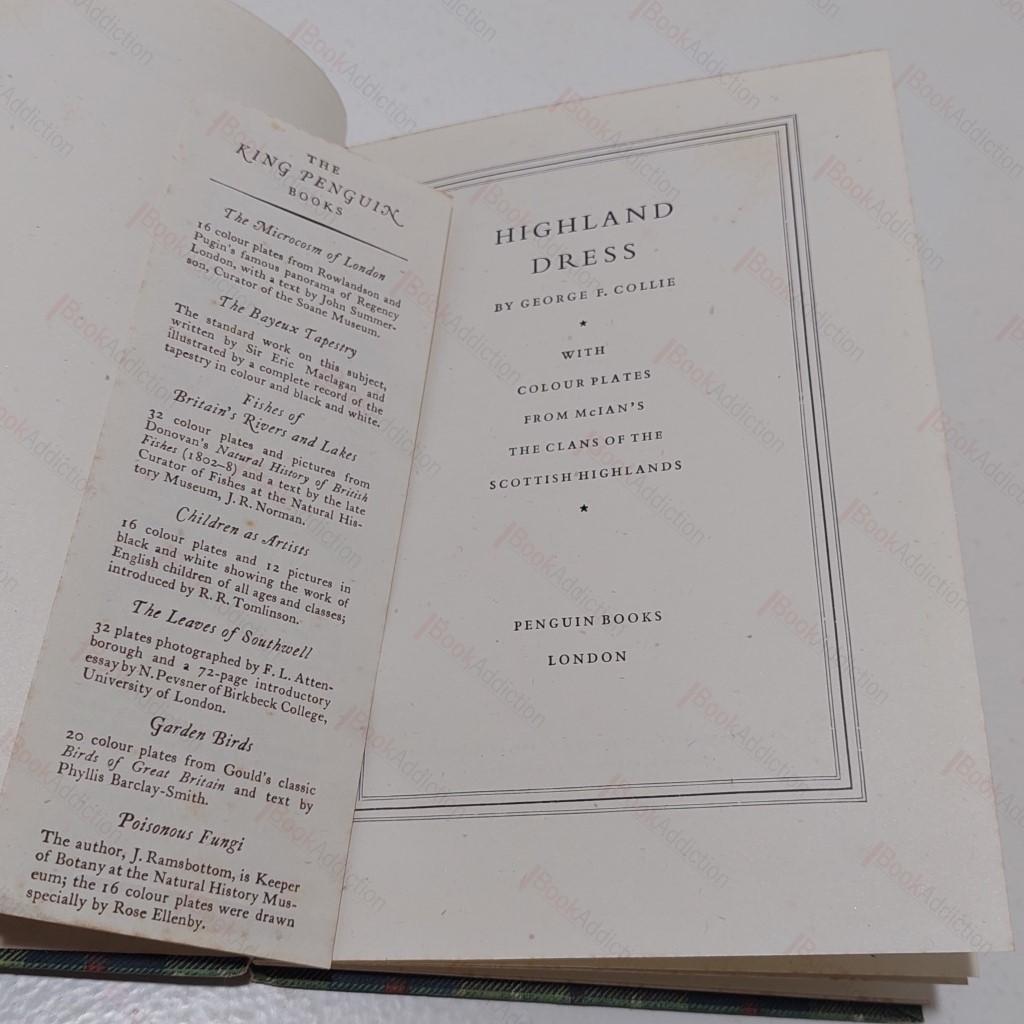 THE
KING PENGUIN
BOOKS
The Microcosm of London
16 colour plates from Rowlandson and
Pugin's famous panorama of Regency
London, with a text by John Summer-
son, Curator of the Soane Museum.
The Bayeux Tapestry
The standard work on this subject,
written by Sir Eric Maclagan and
illustrated by a complete record of the
tapestry in colour and black and white.
Fishes of
Britain's Rivers and Lakes
32 colour plates and pictures from
Donovan's Natural History of British
Fishes (1802–8) and a text by the late
Curator of Fishes at the Natural His-
tory Museum, J. R. Norman.
Children as Artists
16 colour plates and 12 pictures in
black and white showing the work of
English children of all ages and classes;
introduced by R. R. Tomlinson.
The Leaves of Southwell
32 plates photographed by F. L. Atten-
borough and a 72-page introductory
essay by N. Pevsner of Birkbeck College,
University of London.
Garden Birds
20 colour plates from Gould's classic
Birds of Great Britain and text by
Phyllis Barclay-Smith.
Poisonous Fungi
The author, J. Ramsbottom, is Keeper
of Botany at the Natural History Mus-
eum; the 16 colour plates were drawn
specially by Rose Ellenby.
HIGHLAND
DRESS
BY GEORGE F. COLLIE
WITH
COLOUR PLATES
FROM McIAN'S
THE CLANS OF THE
SCOTTISH HIGHLANDS
PENGUIN BOOKS
LONDON
BookAddiction